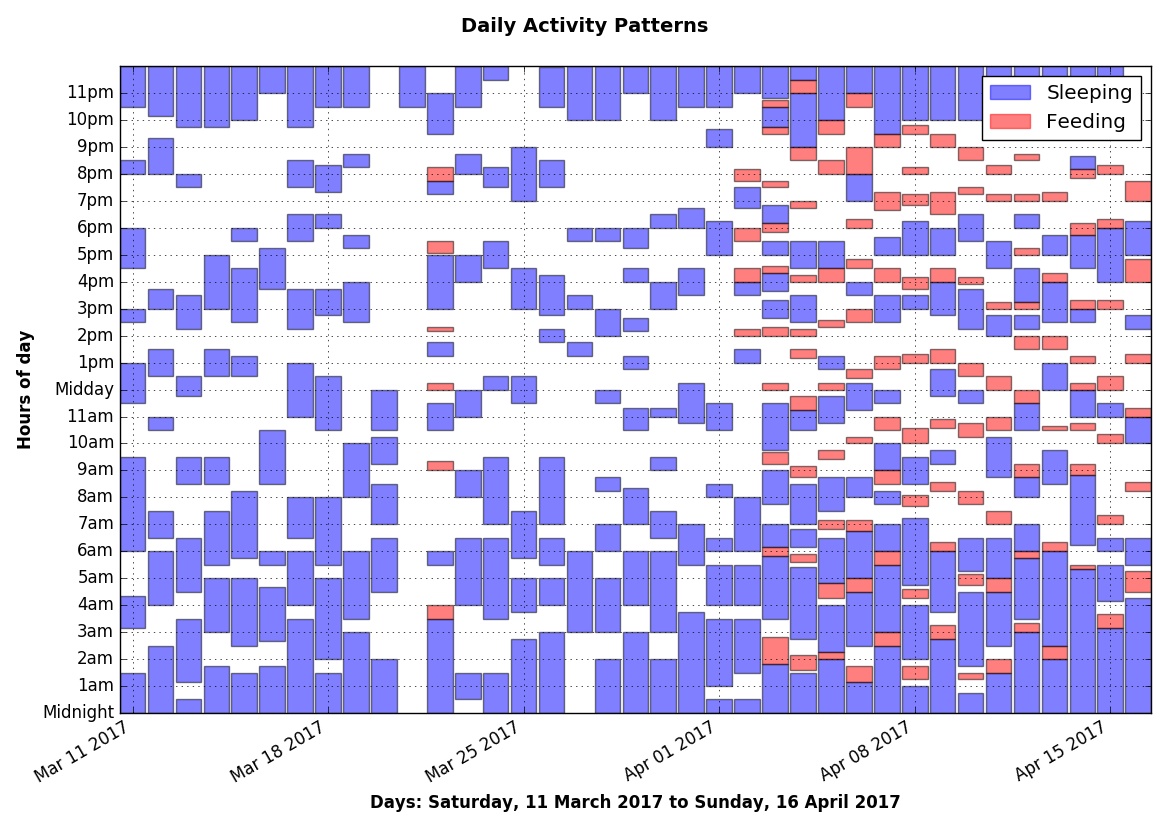 Daily Activity Patterns
Sleeping
Feeding
11pm
10pm
9pm
8pm
7pm
6pm
5pm
4pm
3pm
2pm
1pm
Midday
11am
10am
9am
8am
7am
6am
5am
4am
3am
2am
1am
Midnight
Hours of day
Mar 11 2017
Mar 18 2017
Mar 25 2017
Apr 01 2017
Apr 08 2017
Apr 15 2017
Days: Saturday, 11 March 2017 to Sunday, 16 April 2017